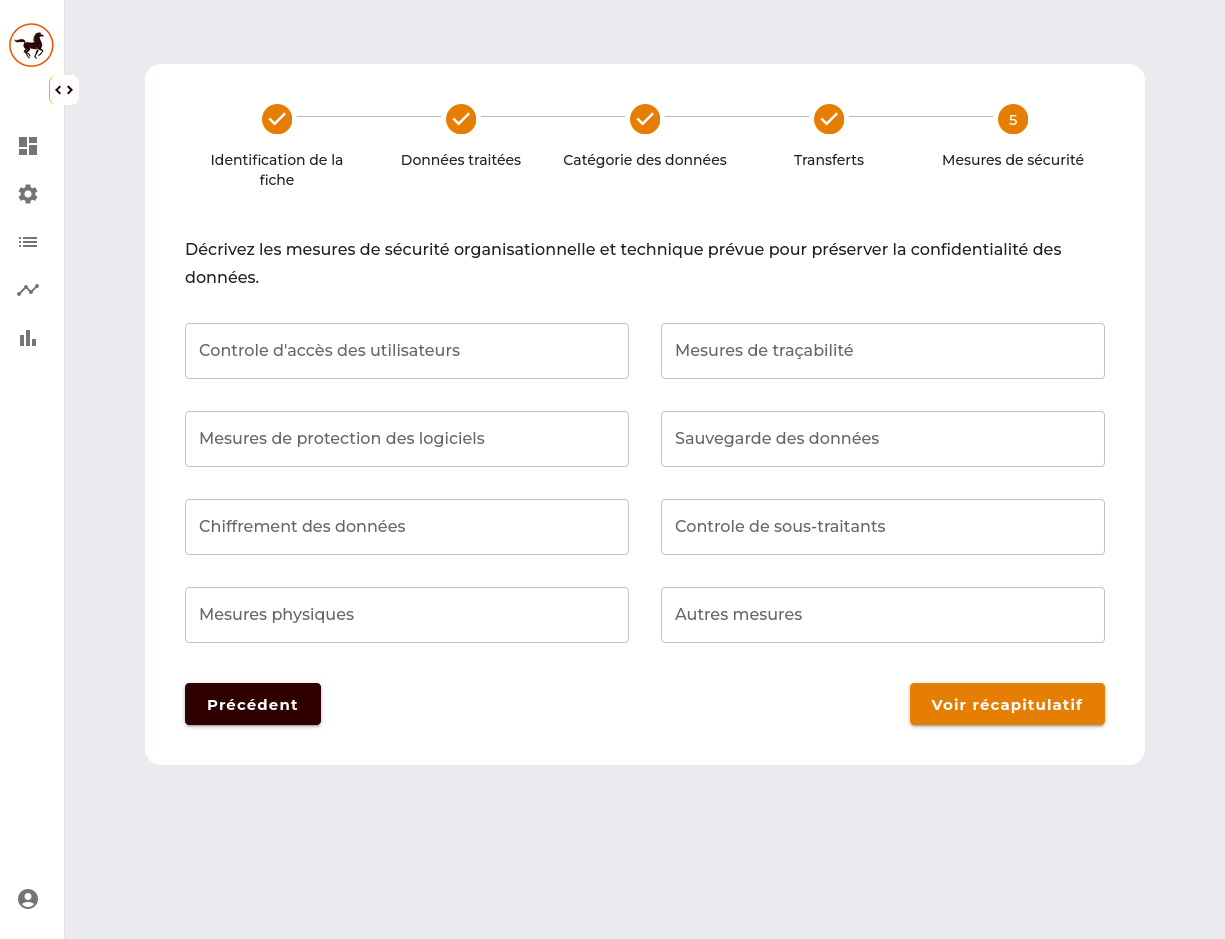 5
Identification de la
fiche
Données traitées
Catégorie des données
Transferts
Mesures de sécurité
Décrivez les mesures de sécurité organisationnelle et technique prévue pour préserver la confidentialité des
données.
Controle d'accès des utilisateurs
Mesures de traçabilité
Mesures de protection des logiciels
Sauvegarde des données
Chiffrement des données
Controle de sous-traitants
Mesures physiques
Autres mesures
Précédent
Voir récapitulatif